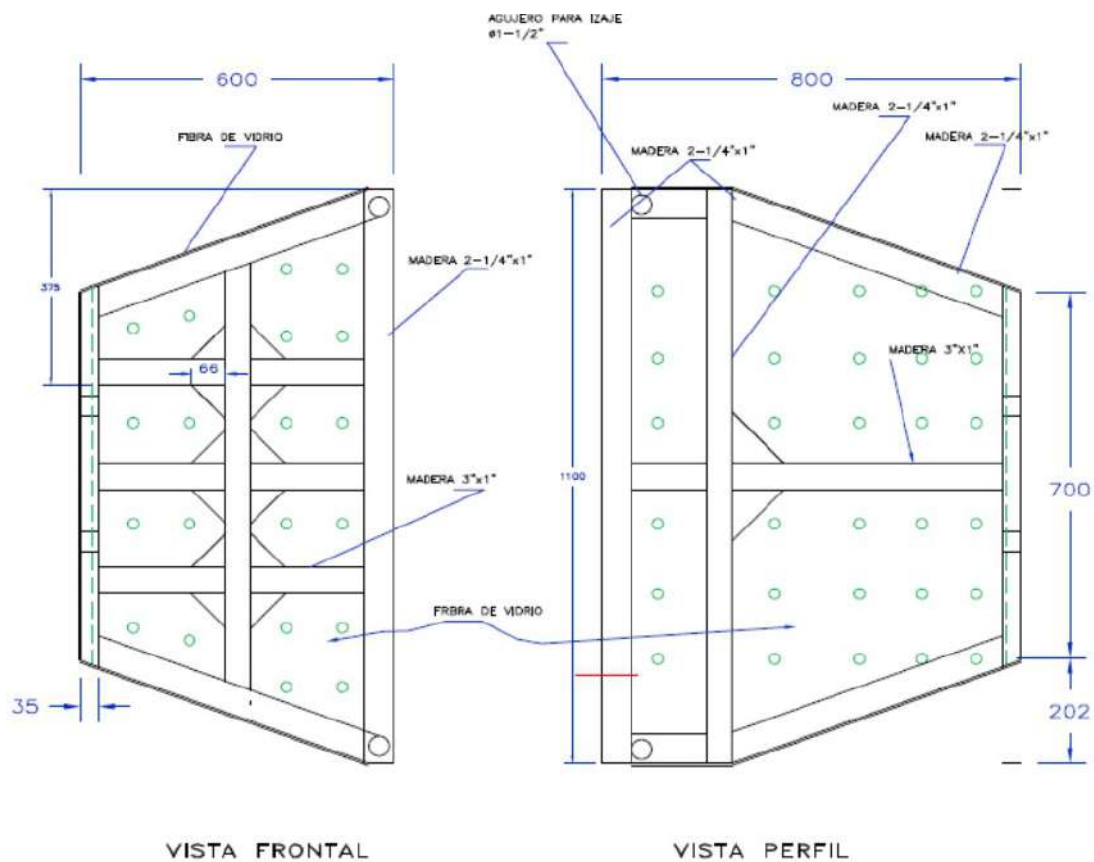 AGUJERO PARA IZAJE
ø1-1/2"
600
800
FIBRA DE VIDRIO
MADERA 2-1/4"x1"
MADERA 2-1/4"x1"
MADERA 2-1/4"x1"
MADERA 2-1/4"x1"
375
66
MADERA 3"X1"
1100
MADERA 3"x1"
700
FRBRA DE VIDRIO
35
202
VISTA FRONTAL
VISTA PERFIL